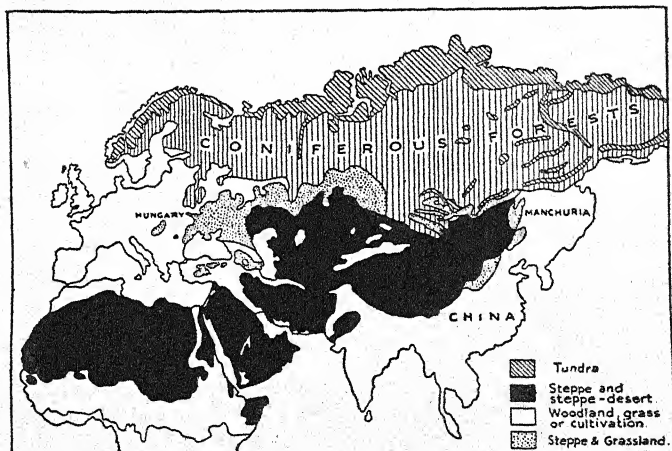 CONIFEROUS FORESTS
HUNGARY
MANCHURIA
CHINA
Tundra
Steppe and
steppe-desert.
Woodland, grass
or cultivation.
Steppe & Grassland.